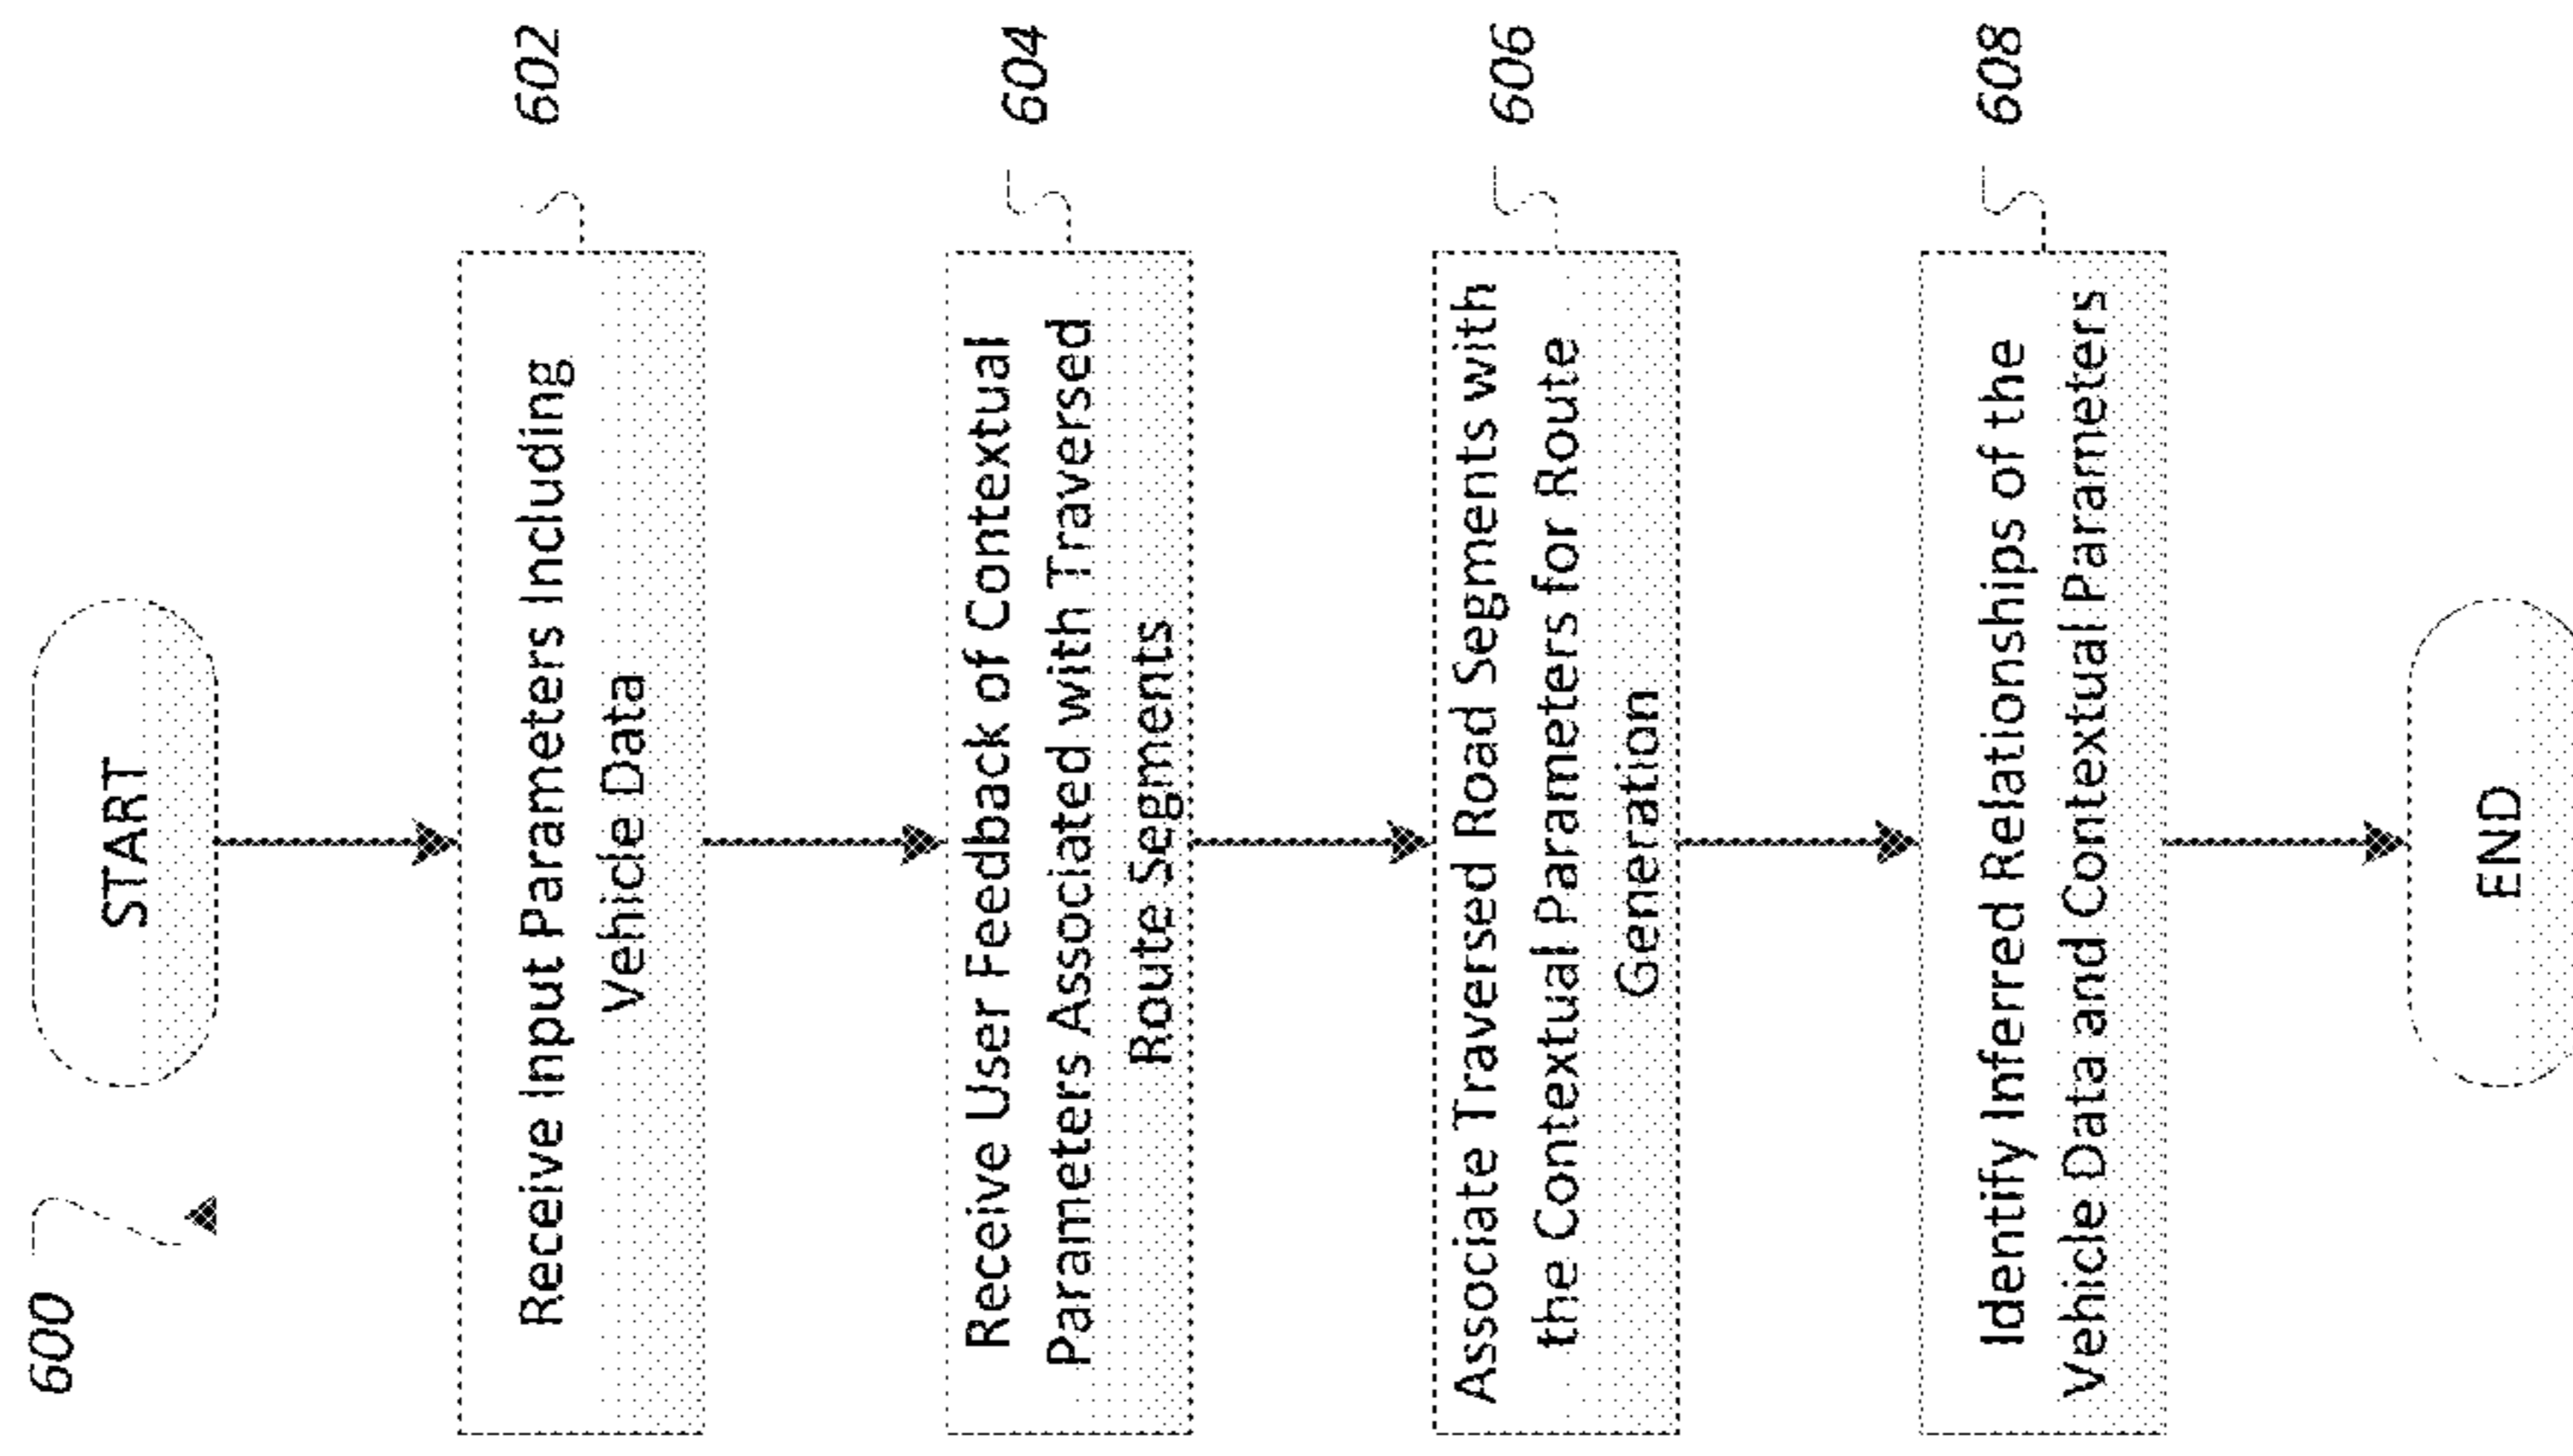 600
START
Receive Input Parameters Including
Vehicle Data
602
Receive User Feedback of Contextual
Parameters Associated with Traversed
Route Segments
604
Associate Traversed Road Segments with
the Contextual Parameters for Route
Generation
606
Identify Inferred Relationships of the
Vehicle Data and Contextual Parameters
608
END